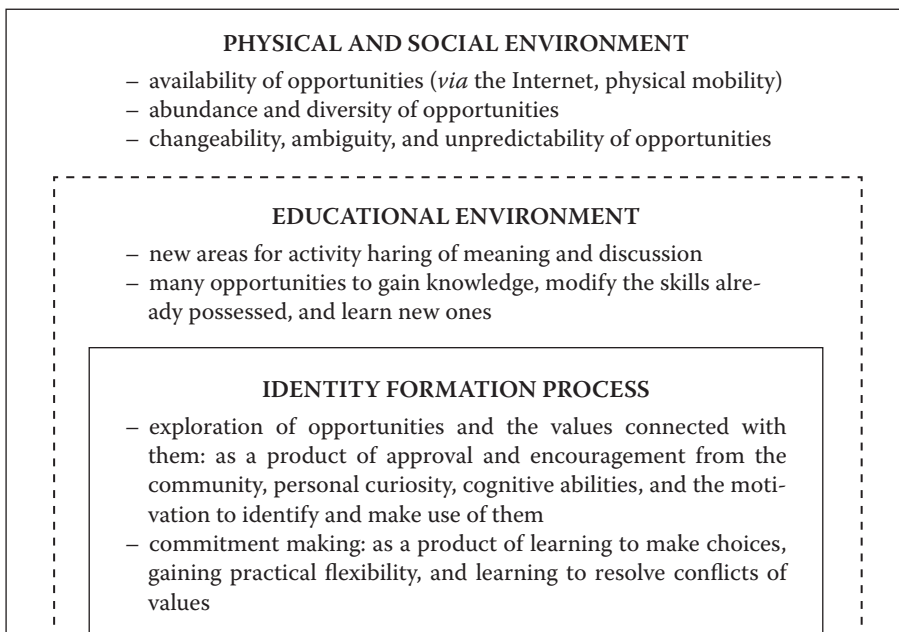 PHYSICAL AND SOCIAL ENVIRONMENT
– availability of opportunities (via the Internet, physical mobility)
– abundance and diversity of opportunities
– changeability, ambiguity, and unpredictability of opportunities
EDUCATIONAL ENVIRONMENT
– new areas for activity haring of meaning and discussion
– many opportunities to gain knowledge, modify the skills alre-
ady possessed, and learn new ones
IDENTITY FORMATION PROCESS
– exploration of opportunities and the values connected with
them: as a product of approval and encouragement from the
community, personal curiosity, cognitive abilities, and the moti-
vation to identify and make use of them
– commitment making: as a product of learning to make choices,
gaining practical flexibility, and learning to resolve conflicts of
values